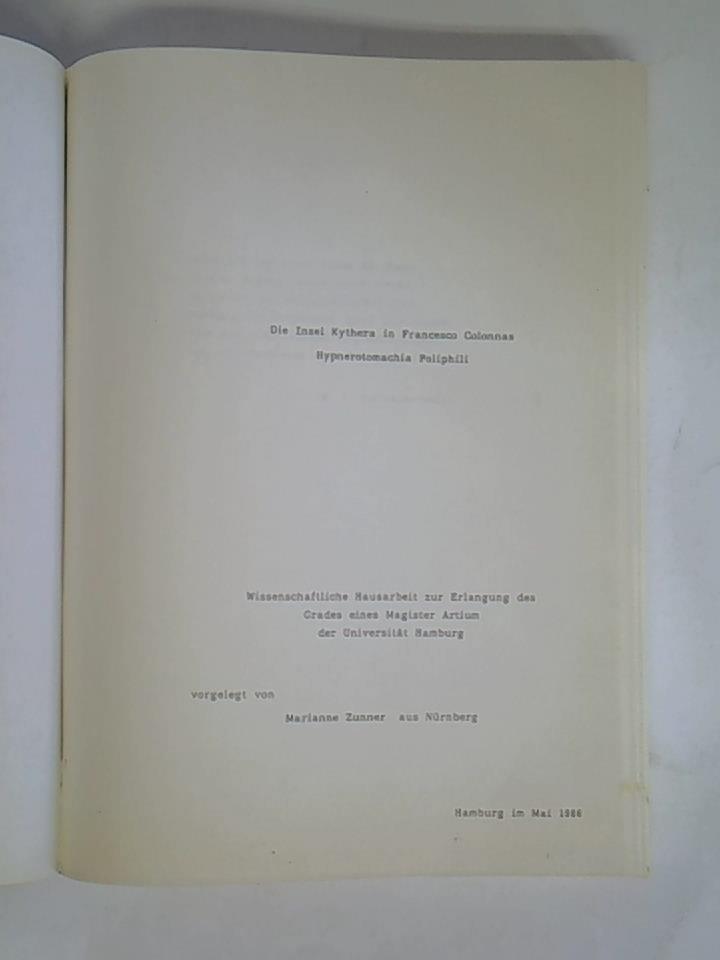 Die Insel Kythera in Francesco Colonnas
Hypnerotomachia Poliphili
Wissenschaftliche Hausarbeit zur Erlangung des
Grades eines Magister Artium
der Universität Hamburg
vorgelegt von
Marianne Zunner aus Nürnberg
Hamburg im Mai 1986